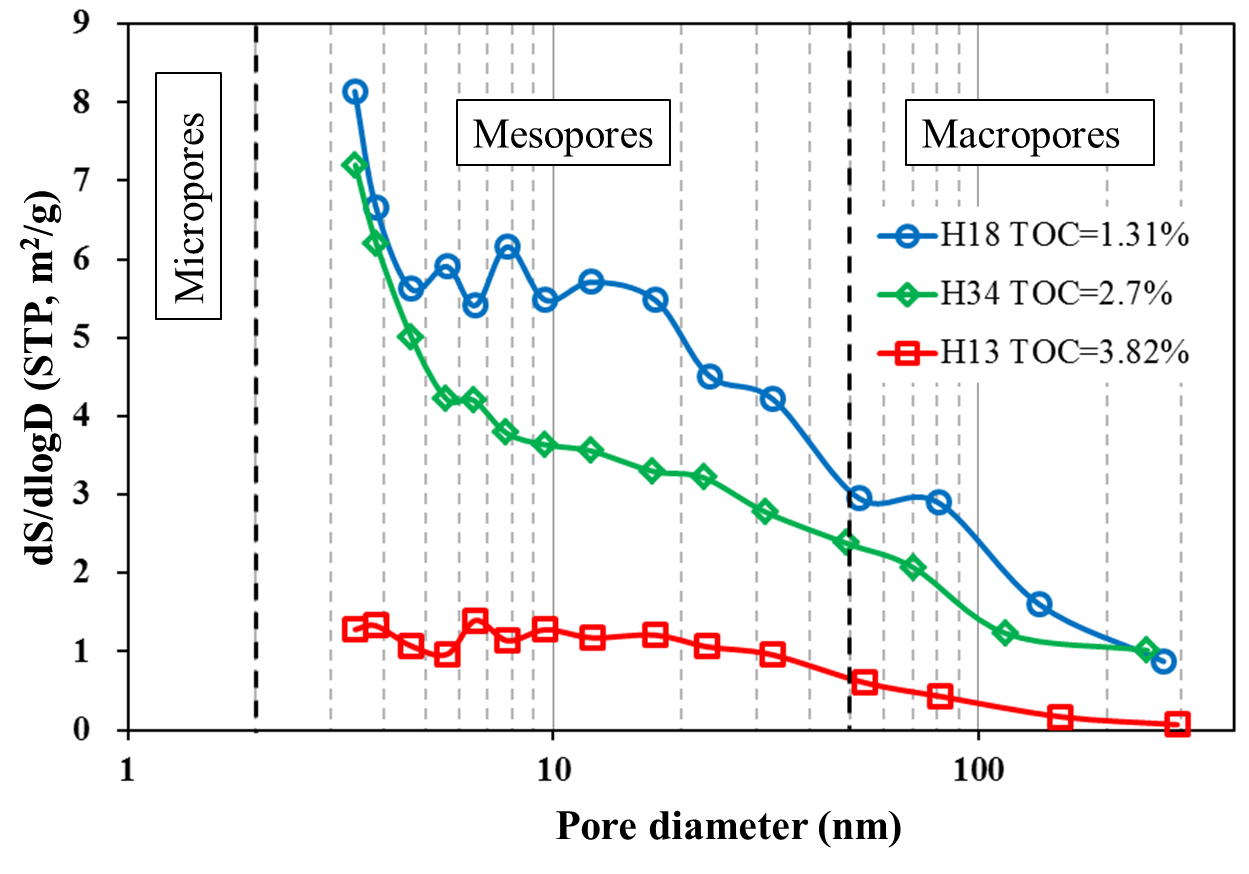 9
8
7
6
5
4
3
2
1
0
dS/dlogD (STP, m²/g)
Micropores
Mesopores
Macropores
H18 TOC=1.31%
H34 TOC=2.7%
H13 TOC=3.82%
1 10 100
Pore diameter (nm)